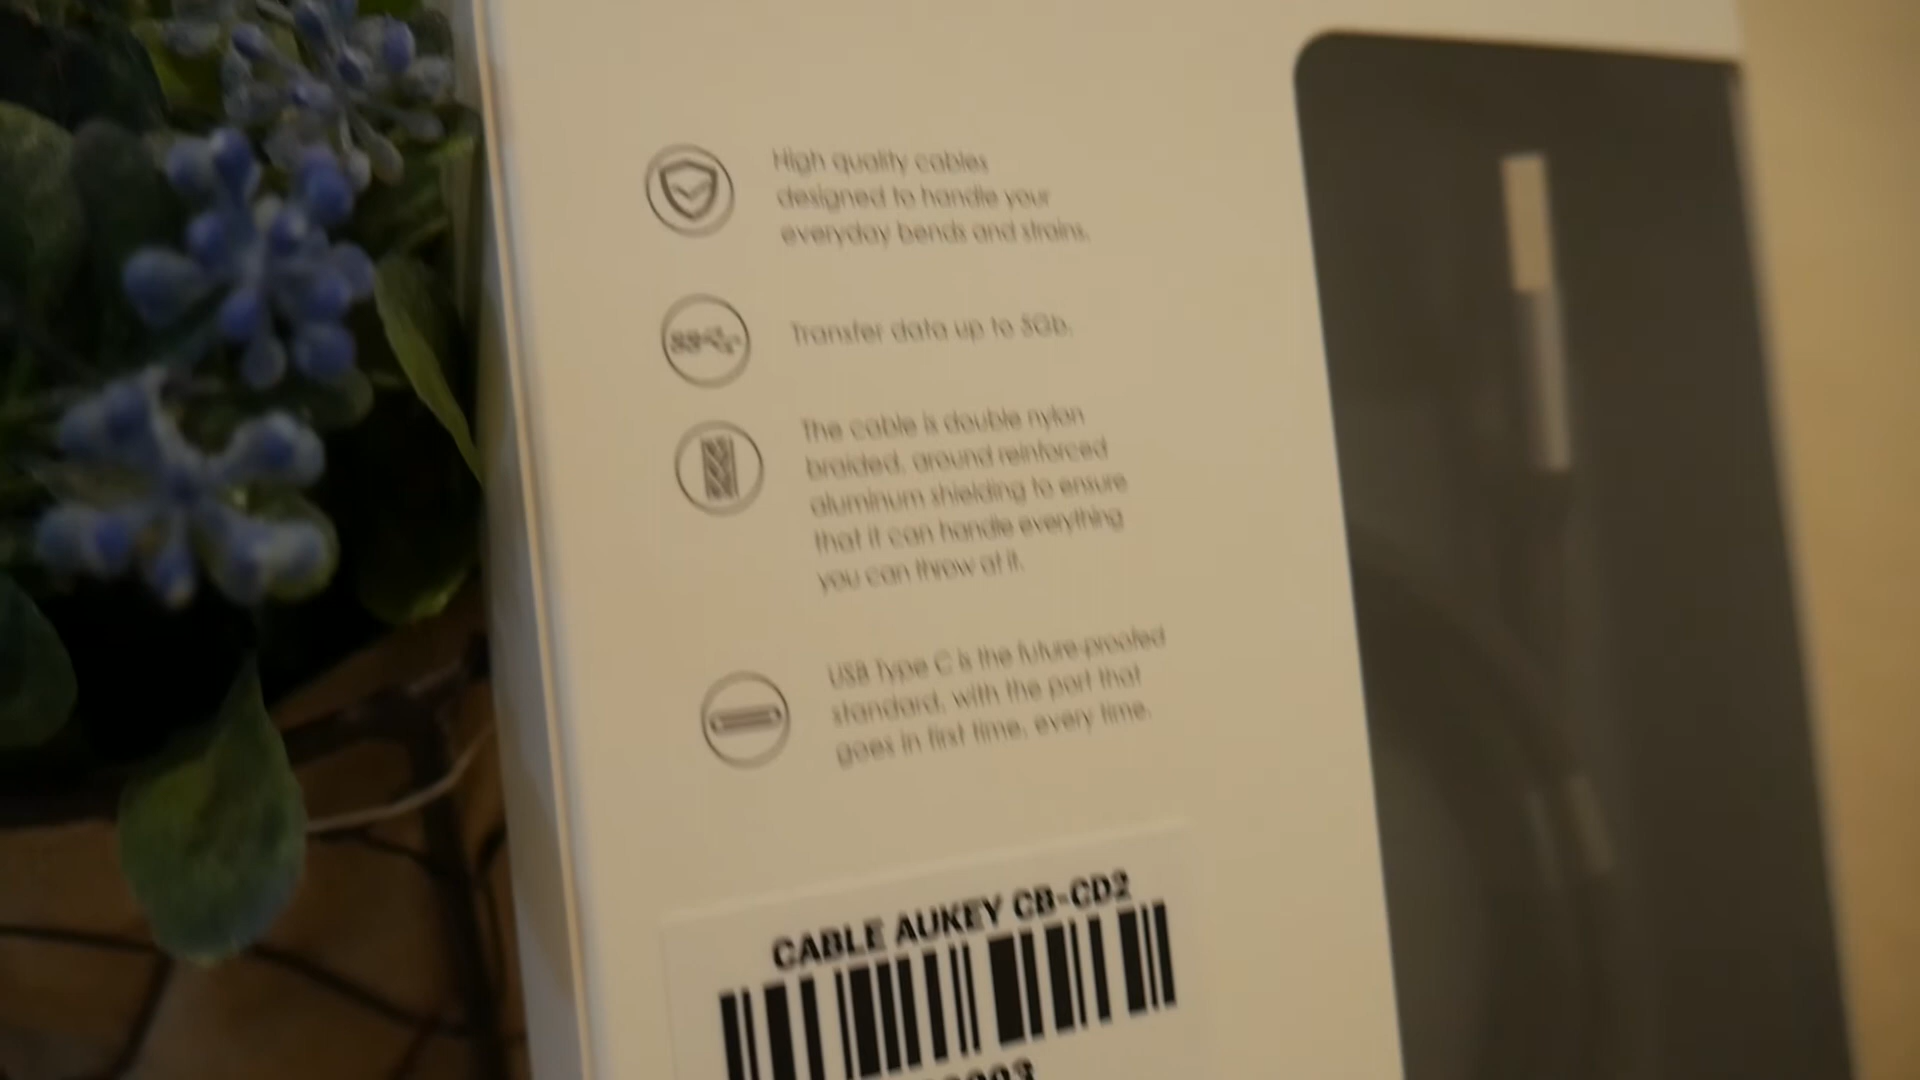 High quality cables
designed to handle your
everyday bends and strains.
Transfer data up to 5Gb.
The cable is double nylon
braided, around reinforced
aluminum shielding to ensure
that it can handle everything
you can throw at it.
USB Type C is the future-proofed
standard, with the port that
goes in first time, every time.
CABLE AUKEY CB-CD2